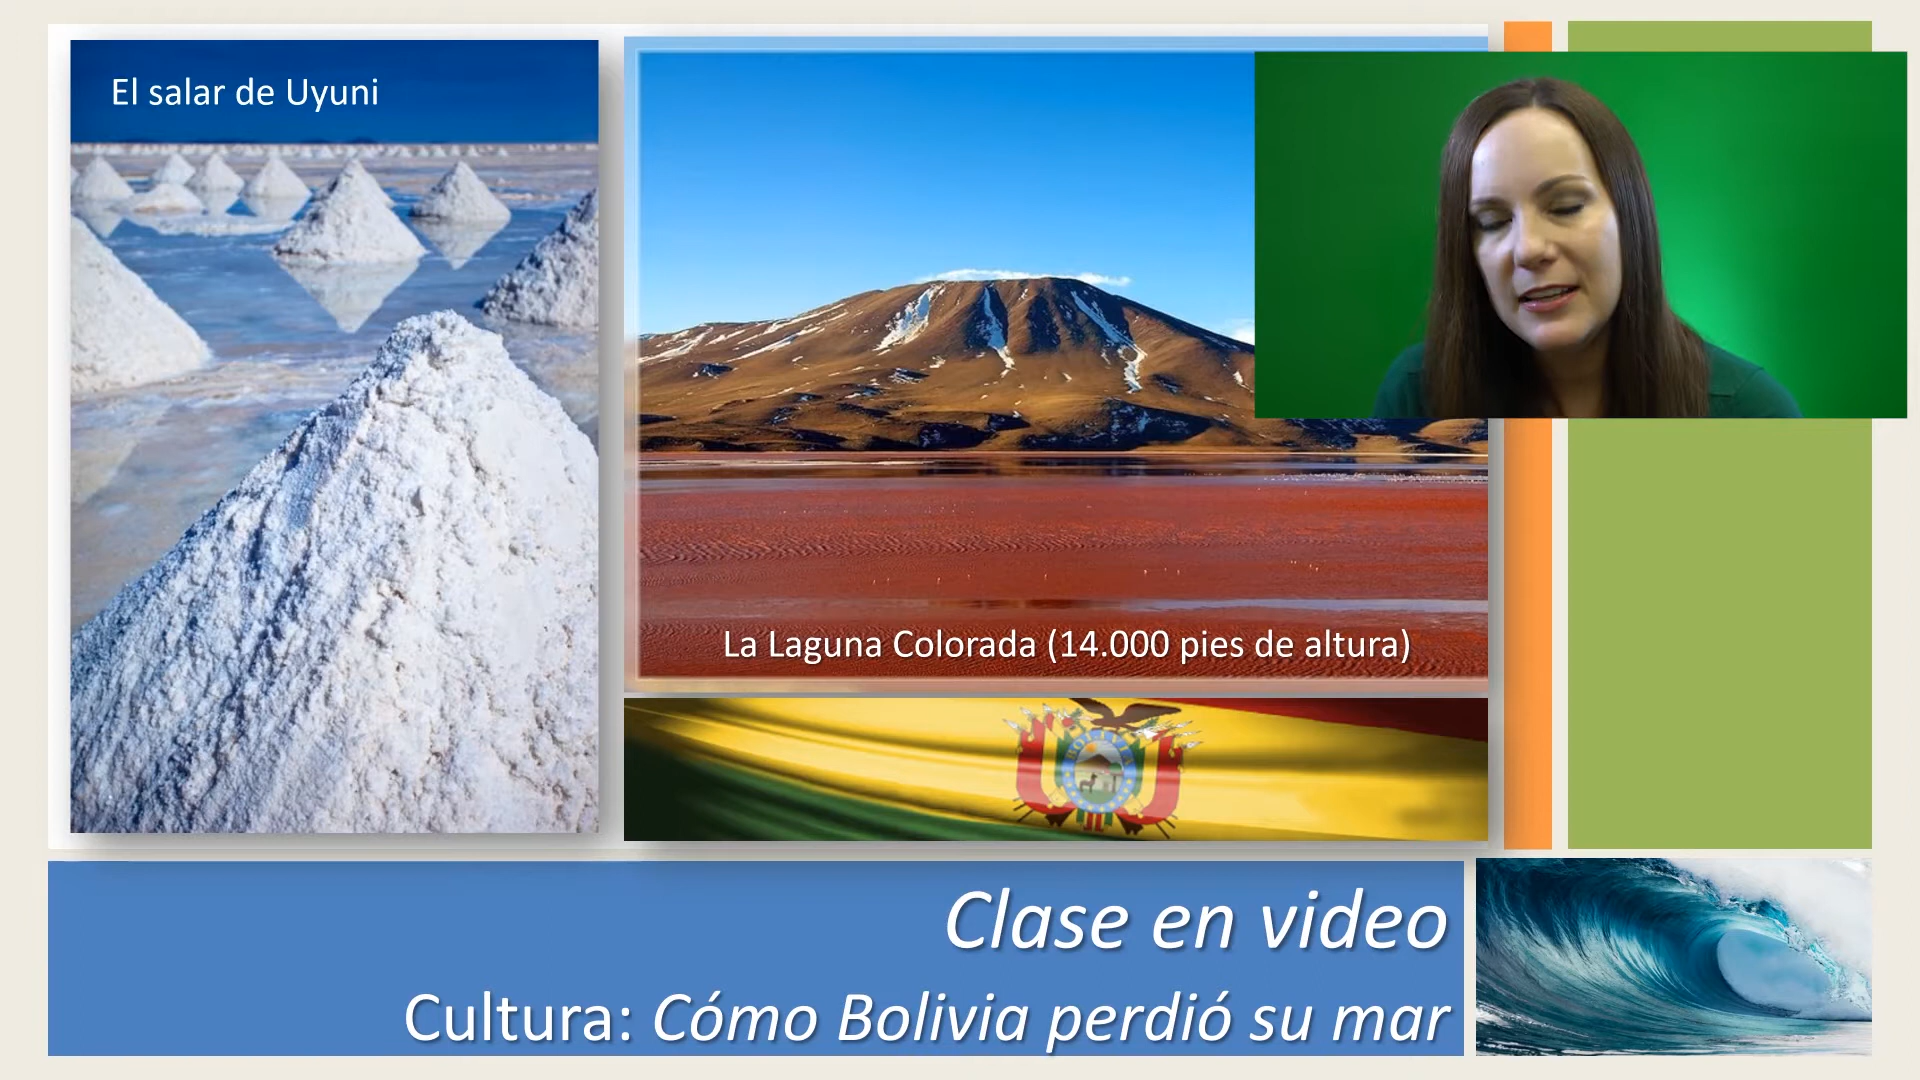 El salar de Uyuni
La Laguna Colorada (14.000 pies de altura)
BOLIVIA
Clase en video
Cultura: Cómo Bolivia perdió su mar